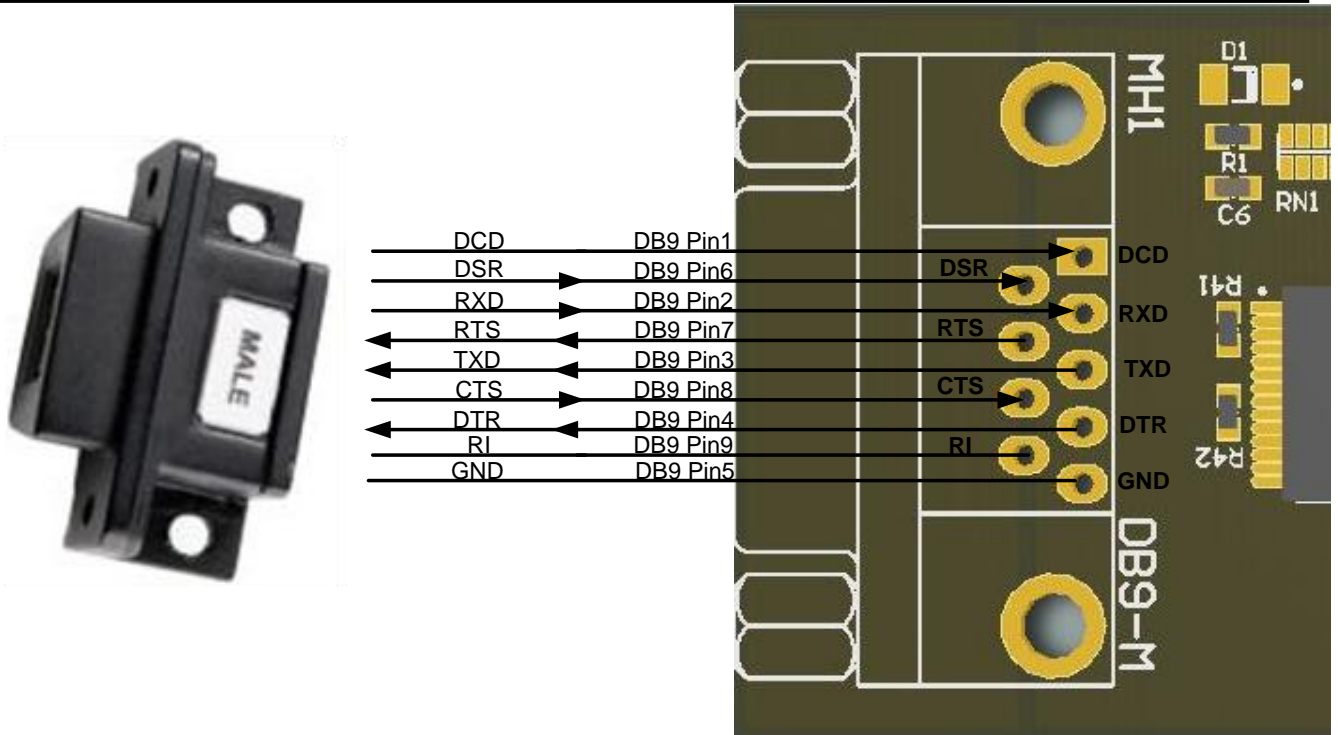 MALE
DCD DB9 Pin1 DCD
DSR DB9 Pin6 DSR
RXD DB9 Pin2 RXD
RTS DB9 Pin7 RTS
TXD DB9 Pin3 TXD
CTS DB9 Pin8 CTS
DTR DB9 Pin4 DTR
RI DB9 Pin9 RI
GND DB9 Pin5 GND
MH1
DB9-M
D1
R1
C6
RN1
R41
R42